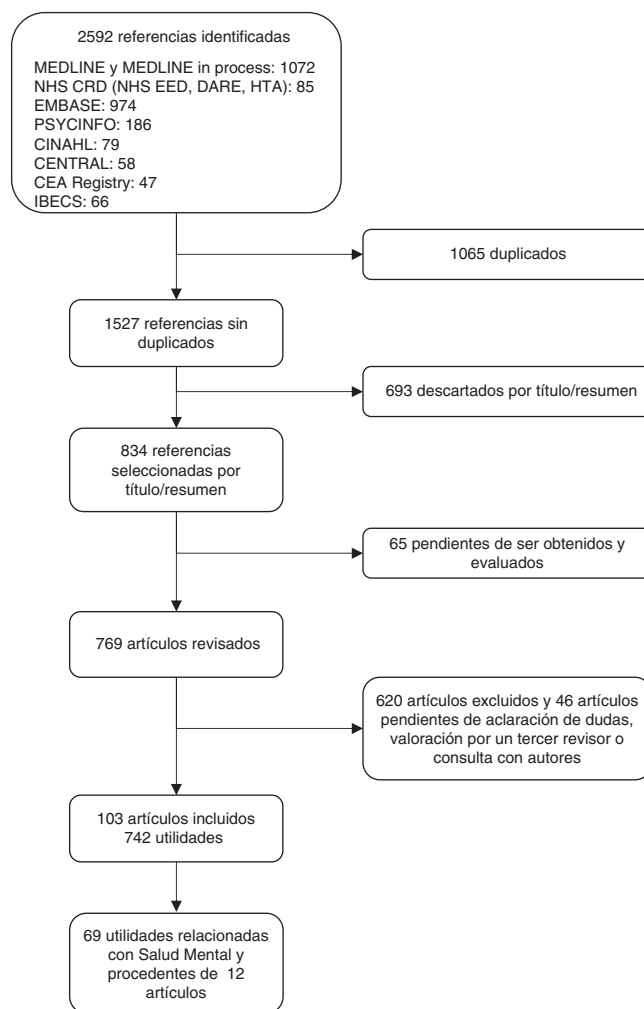 2592 referencias identificadas
MEDLINE y MEDLINE in process: 1072
NHS CRD (NHS EED, DARE, HTA): 85
EMBASE: 974
PSYCINFO: 186
CINAHL: 79
CENTRAL: 58
CEA Registry: 47
IBECS: 66
1065 duplicados
1527 referencias sin
duplicados
693 descartados por título/resumen
834 referencias
seleccionadas por
título/resumen
65 pendientes de ser obtenidos y
evaluados
769 artículos revisados
620 artículos excluidos y 46 artículos
pendientes de aclaración de dudas,
valoración por un tercer revisor o
consulta con autores
103 artículos incluidos
742 utilidades
69 utilidades relacionadas
con Salud Mental y
procedentes de 12
artículos